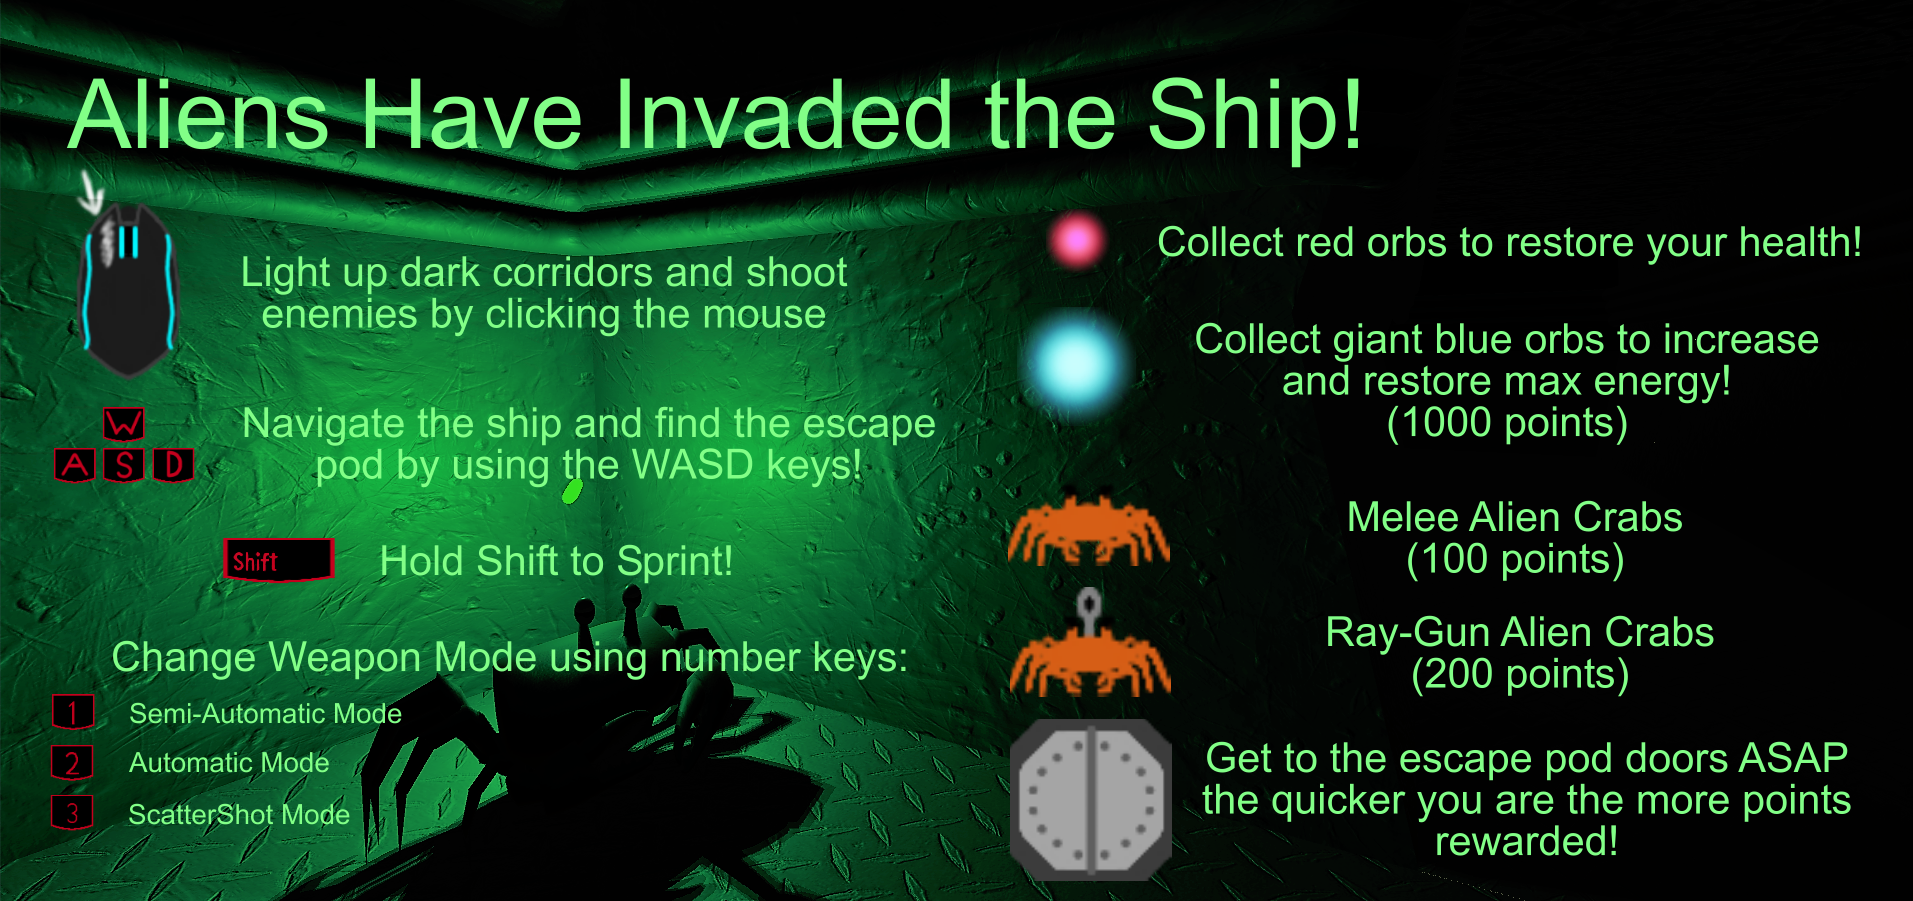 Aliens Have Invaded the Ship!
Light up dark corridors and shoot
enemies by clicking the mouse
W
A S D
Navigate the ship and find the escape
pod by using the WASD keys!
Shift
Hold Shift to Sprint!
Change Weapon Mode using number keys:
1 Semi-Automatic Mode
2 Automatic Mode
3 ScatterShot Mode
Collect red orbs to restore your health!
Collect giant blue orbs to increase
and restore max energy!
(1000 points)
Melee Alien Crabs
(100 points)
Ray-Gun Alien Crabs
(200 points)
Get to the escape pod doors ASAP
the quicker you are the more points
rewarded!